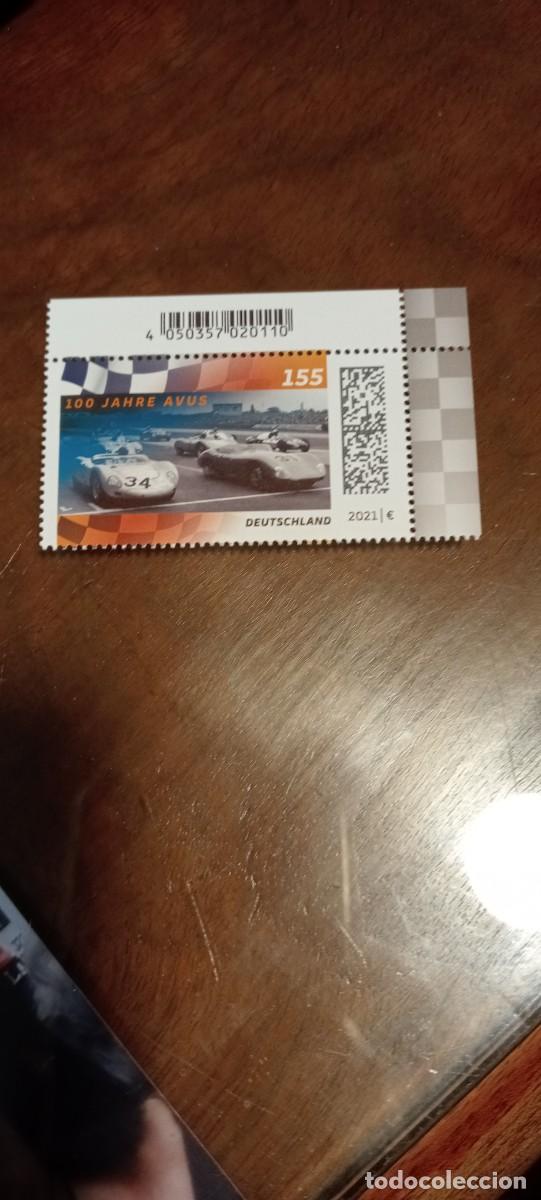 4 050357 020110
155
100 JAHRE AVUS
34
DEUTSCHLAND
2021 | €
todocoleccion